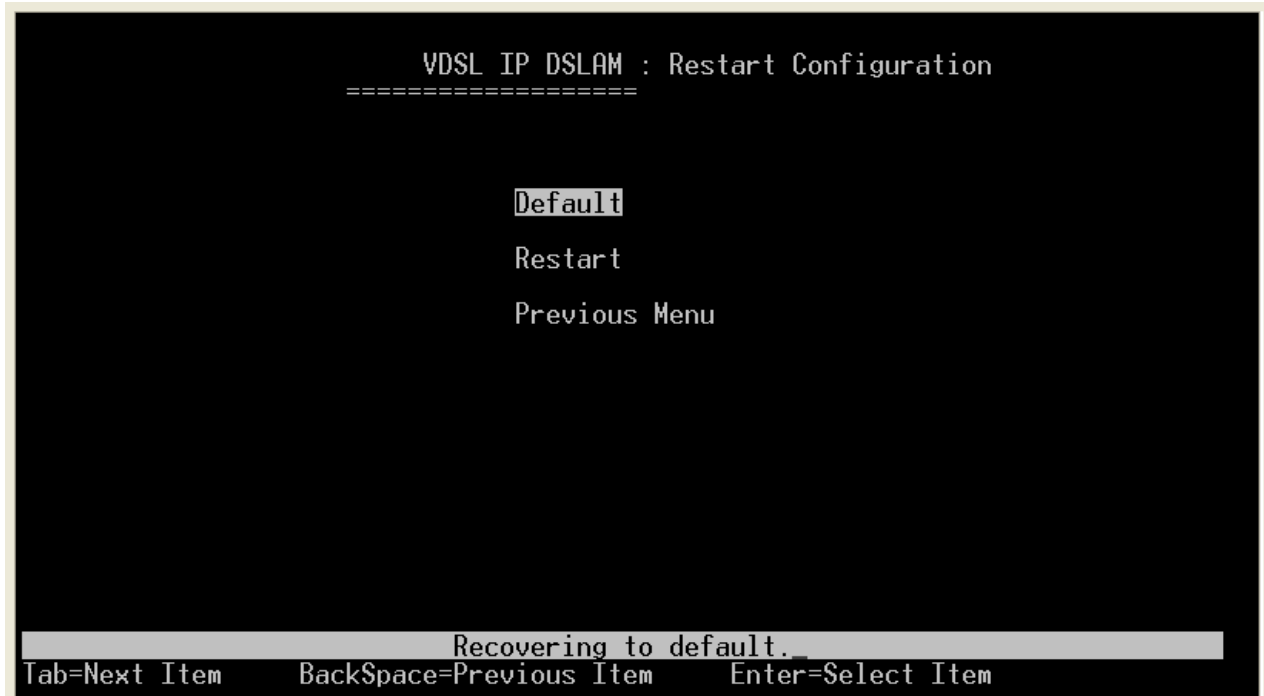 VDSL IP DSLAM : Restart Configuration
===================
Default
Restart
Previous Menu
Recovering to default._
Tab=Next Item BackSpace=Previous Item Enter=Select Item